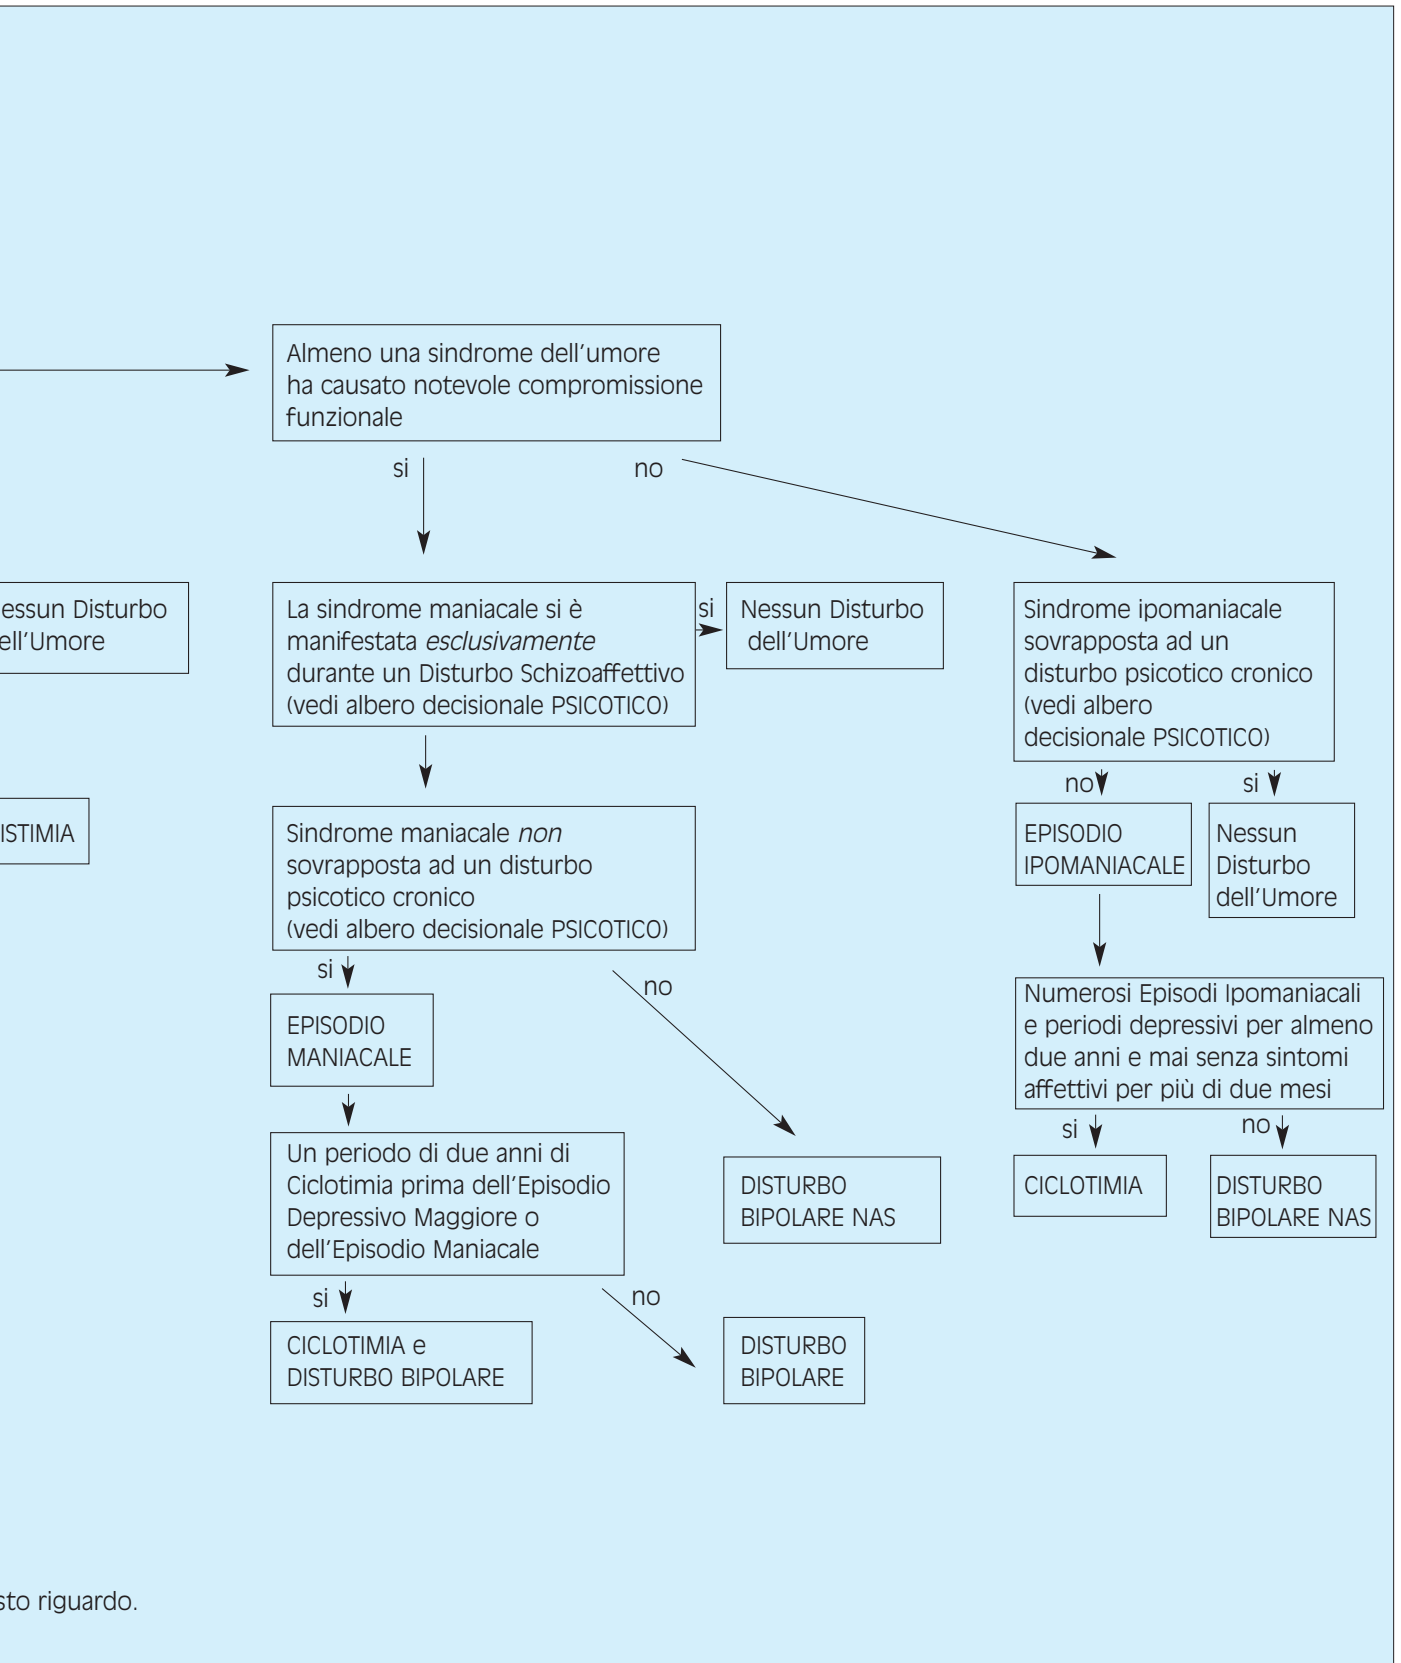 Almeno una sindrome dell'umore
ha causato notevole compromissione
funzionale
si
no
essun Disturbo
ell'Umore
La sindrome maniacale si è
manifestata esclusivamente
durante un Disturbo Schizoaffettivo
(vedi albero decisionale PSICOTICO)
si
Nessun Disturbo
dell'Umore
Sindrome ipomaniacale
sovrapposta ad un
disturbo psicotico cronico
(vedi albero
decisionale PSICOTICO)
no
si
ISTIMIA
Sindrome maniacale non
sovrapposta ad un disturbo
psicotico cronico
(vedi albero decisionale PSICOTICO)
EPISODIO
IPOMANIACALE
Nessun
Disturbo
dell'Umore
si
no
EPISODIO
MANIACALE
Numerosi Episodi Ipomaniacali
e periodi depressivi per almeno
due anni e mai senza sintomi
affettivi per più di due mesi
si
no
Un periodo di due anni di
Ciclotimia prima dell'Episodio
Depressivo Maggiore o
dell'Episodio Maniacale
DISTURBO
BIPOLARE NAS
CICLOTIMIA
DISTURBO
BIPOLARE NAS
si
no
CICLOTIMIA e
DISTURBO BIPOLARE
DISTURBO
BIPOLARE
sto riguardo.